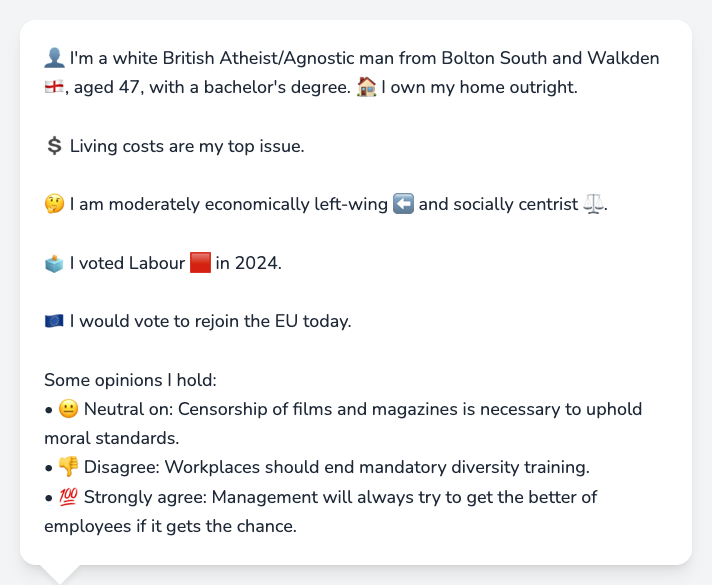 👤 I'm a white British Atheist/Agnostic man from Bolton South and Walkden
🏴󠁧󠁢󠁥󠁮󠁧󠁿, aged 47, with a bachelor's degree. 🏠 I own my home outright.
💲 Living costs are my top issue.
🤔 I am moderately economically left-wing ⬅️ and socially centrist ⚖️.
🗳️ I voted Labour 🟥 in 2024.
🇪🇺 I would vote to rejoin the EU today.
Some opinions I hold:
• 😐 Neutral on: Censorship of films and magazines is necessary to uphold
moral standards.
• 👎 Disagree: Workplaces should end mandatory diversity training.
• 💯 Strongly agree: Management will always try to get the better of
employees if it gets the chance.